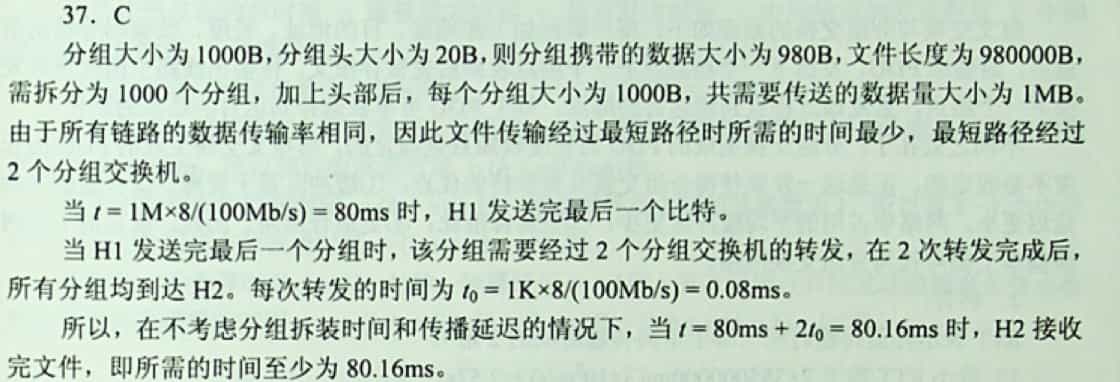 37. C
分组大小为 1000B,分组头大小为 20B,则分组携带的数据大小为 980B,文件长度为 980000B,
需拆分为 1000 个分组，加上头部后，每个分组大小为 1000B，共需要传送的数据量大小为 1MB。
由于所有链路的数据传输率相同，因此文件传输经过最短路径时所需的时间最少，最短路径经过
2 个分组交换机。
当 t = 1M×8/(100Mb/s) = 80ms 时，H1 发送完最后一个比特。
当 H1 发送完最后一个分组时，该分组需要经过 2 个分组交换机的转发，在 2 次转发完成后，
所有分组均到达 H2。每次转发的时间为 t₀ = 1K×8/(100Mb/s) = 0.08ms。
所以，在不考虑分组拆装时间和传播延迟的情况下，当 t = 80ms + 2t₀ = 80.16ms 时，H2 接收
完文件，即所需的时间至少为 80.16ms。